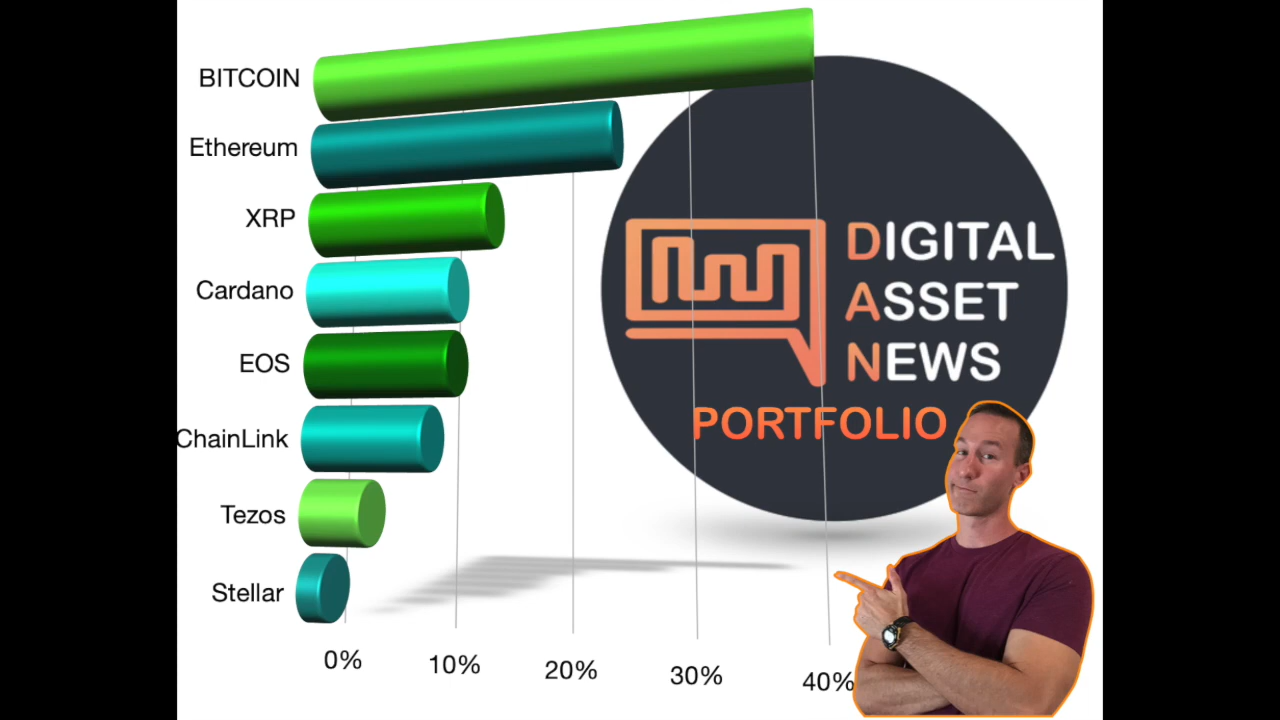 BITCOIN
Ethereum
XRP
Cardano
EOS
ChainLink
Tezos
Stellar
0%
10%
20%
30%
40%
DIGITAL
ASSET
NEWS
PORTFOLIO